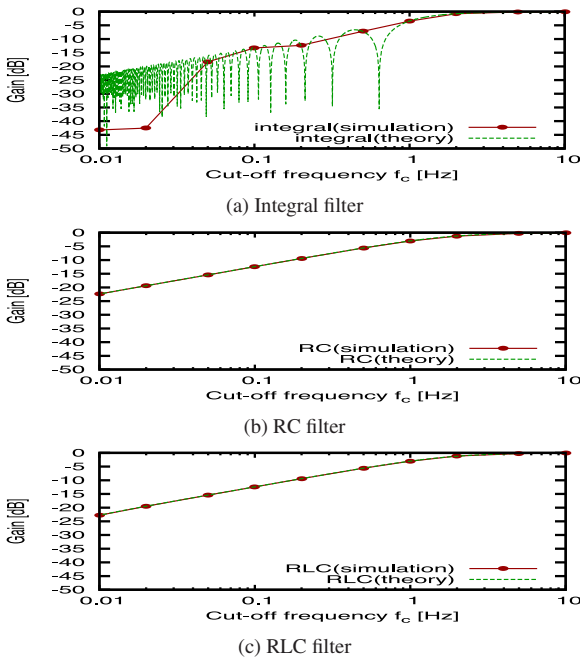 0
-5
-10
-15
-20
-25
-30
-35
-40
-45
-50
Gain [dB]
integral(simulation)
integral(theory)
0.01 0.1 1 10
Cut-off frequency f_c [Hz]
(a) Integral filter
0
-5
-10
-15
-20
-25
-30
-35
-40
-45
-50
Gain [dB]
RC(simulation)
RC(theory)
0.01 0.1 1 10
Cut-off frequency f_c [Hz]
(b) RC filter
0
-5
-10
-15
-20
-25
-30
-35
-40
-45
-50
Gain [dB]
RLC(simulation)
RLC(theory)
0.01 0.1 1 10
Cut-off frequency f_c [Hz]
(c) RLC filter